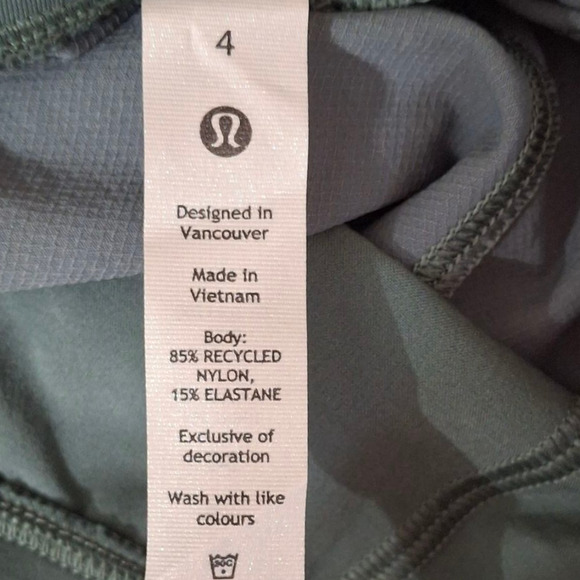 4
Designed in
Vancouver
Made in
Vietnam
Body:
85% RECYCLED
NYLON,
15% ELASTANE
Exclusive of
decoration
Wash with like
colours